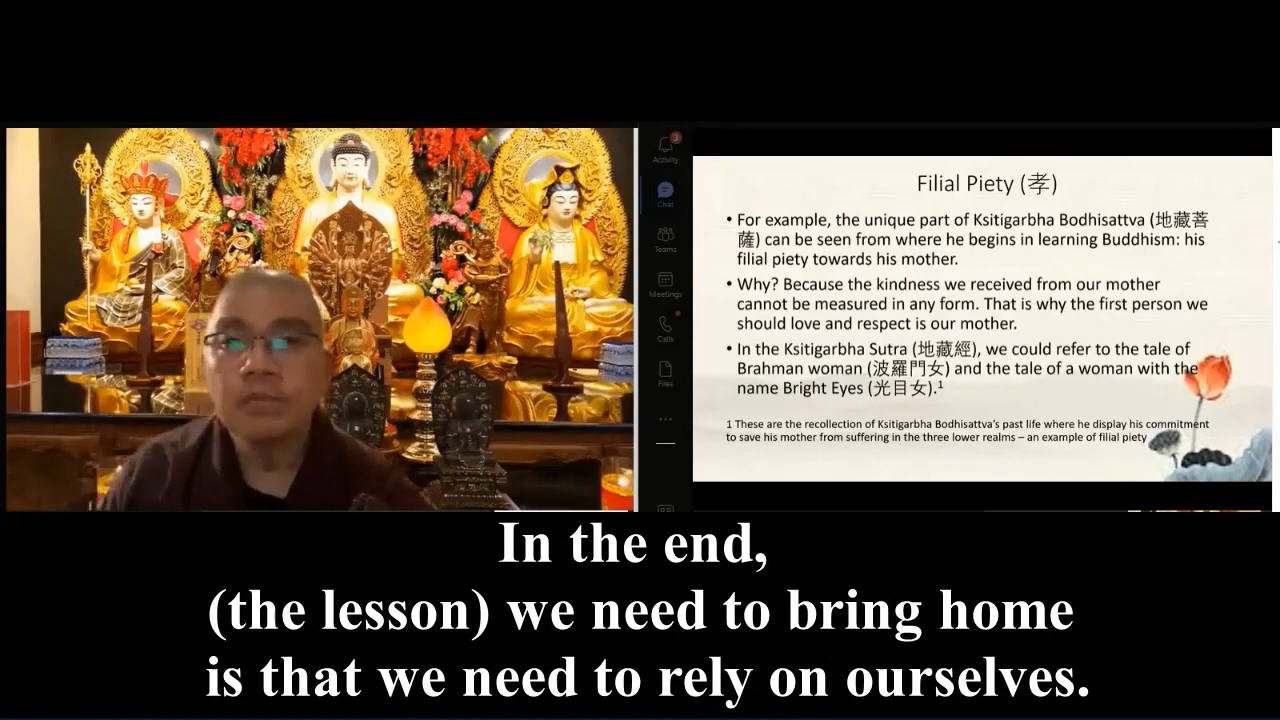 3
Activity
Chat
Teams
Meetings
Calls
Files
Filial Piety (孝)
• For example, the unique part of Ksitigarbha Bodhisattva (地藏菩
薩) can be seen from where he begins in learning Buddhism: his
filial piety towards his mother.
• Why? Because the kindness we received from our mother
cannot be measured in any form. That is why the first person we
should love and respect is our mother.
• In the Ksitigarbha Sutra (地藏經), we could refer to the tale of
Brahman woman (波羅門女) and the tale of a woman with the
name Bright Eyes (光目女).¹
1 These are the recollection of Ksitigarbha Bodhisattva's past life where he display his commitment
to save his mother from suffering in the three lower realms – an example of filial piety
In the end,
(the lesson) we need to bring home
is that we need to rely on ourselves.